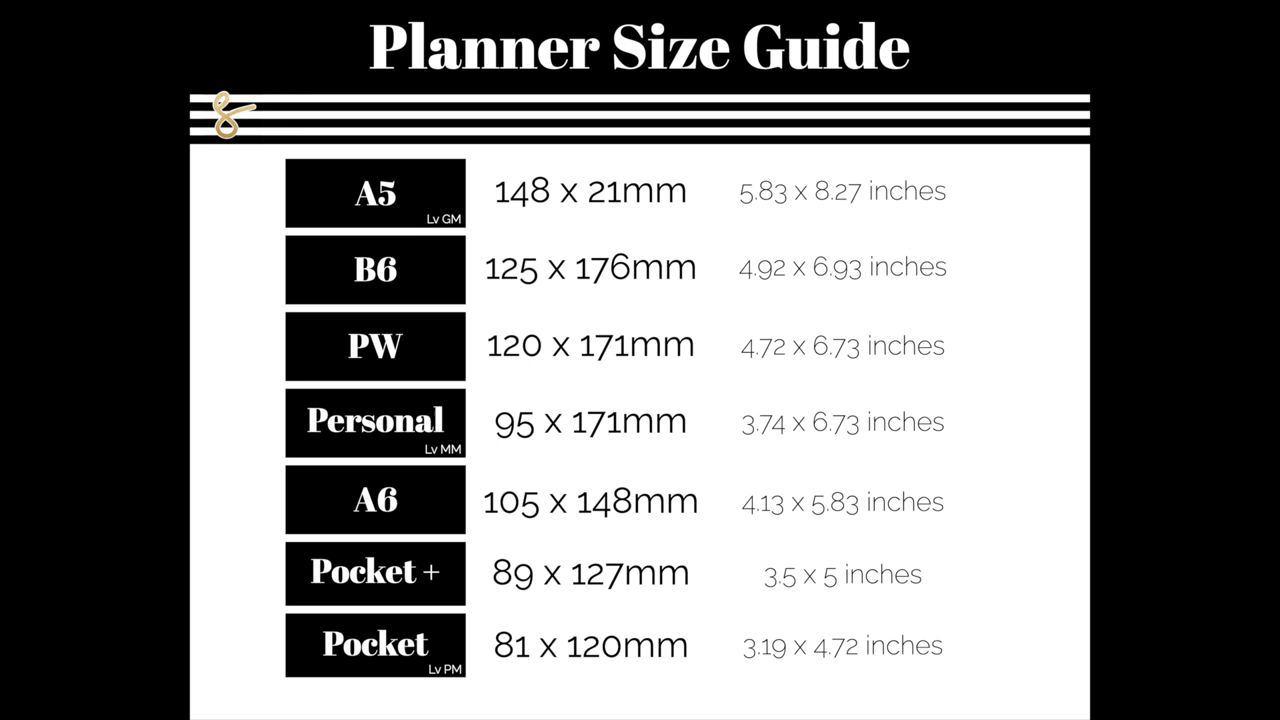 Planner Size Guide
A5 148 x 21mm 5.83 x 8.27 inches
Lv GM
B6 125 x 176mm 4.92 x 6.93 inches
PW 120 x 171mm 4.72 x 6.73 inches
Personal 95 x 171mm 3.74 x 6.73 inches
Lv MM
A6 105 x 148mm 4.13 x 5.83 inches
Pocket + 89 x 127mm 3.5 x 5 inches
Pocket 81 x 120mm 3.19 x 4.72 inches
Lv PM